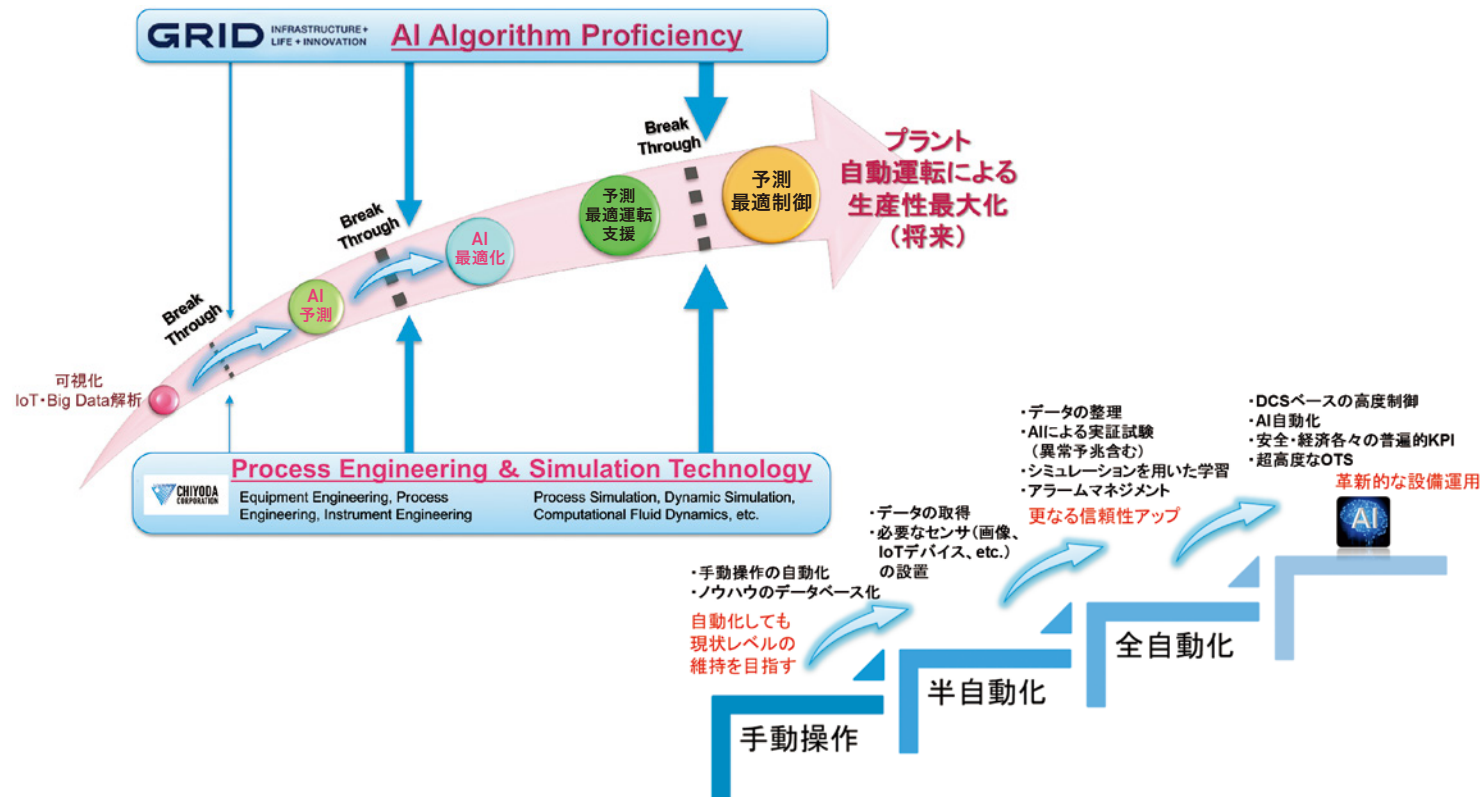 GRID INFRASTRUCTURE+
LIFE+INNOVATION
AI Algorithm Proficiency
Break
Through
Break
Through
Break
Through
可視化
IoT・Big Data解析
AI
予測
AI
最適化
予測
最適運転
支援
予測
最適制御
プラント
自動運転による
生産性最大化
（将来）
CHIYODA
CORPORATION
Process Engineering & Simulation Technology
Equipment Engineering, Process
Engineering, Instrument Engineering
Process Simulation, Dynamic Simulation,
Computational Fluid Dynamics, etc.
・手動操作の自動化
・ノウハウのデータベース化
自動化しても
現状レベルの
維持を目指す
・データの取得
・必要なセンサ（画像、
IoTデバイス、etc.）
の設置
・データの整理
・AIによる実証試験
（異常予兆含む）
・シミュレーションを用いた学習
・アラームマネジメント
更なる信頼性アップ
・DCSベースの高度制御
・AI自動化
・安全・経済各々の普遍的KPI
・超高度なOTS
革新的な設備運用
AI
手動操作
半自動化
全自動化